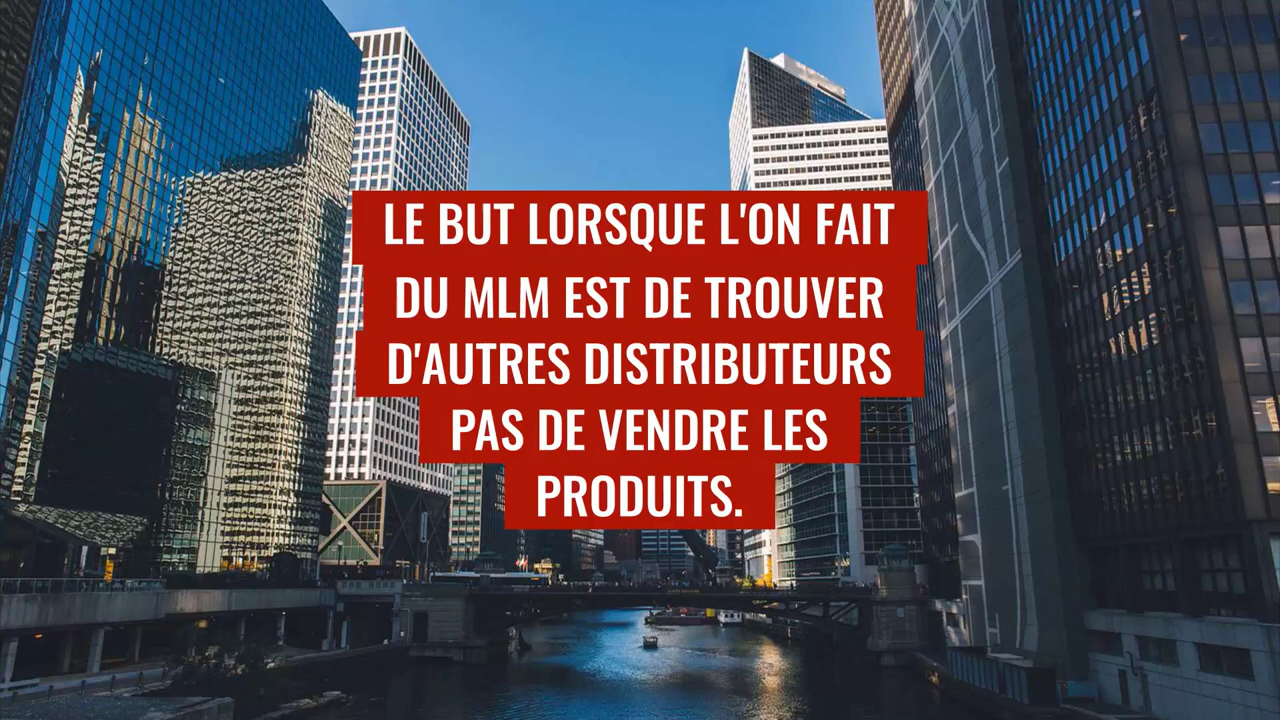 LE BUT LORSQUE L'ON FAIT
DU MLM EST DE TROUVER
D'AUTRES DISTRIBUTEURS
PAS DE VENDRE LES
PRODUITS.